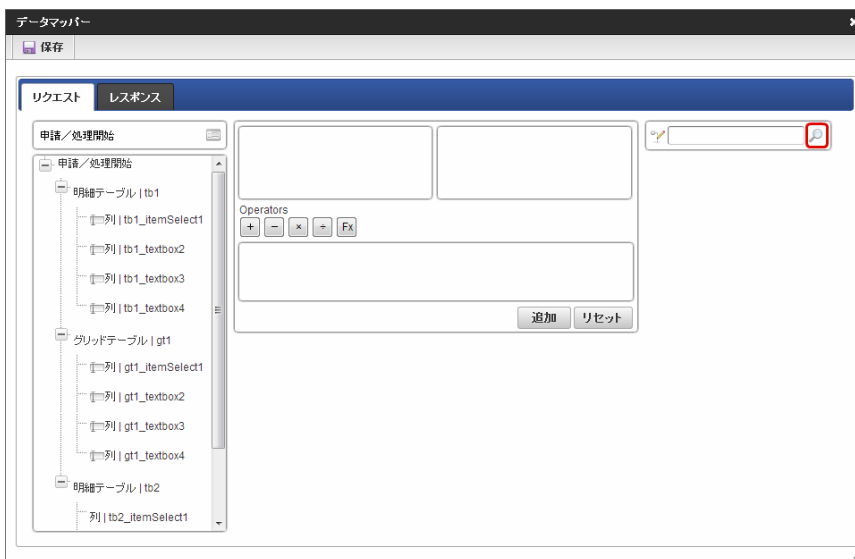 データマッパー
保存
リクエスト レスポンス
申請／処理開始
申請／処理開始
明細テーブル | tb1
列 | tb1_itemSelect1
列 | tb1_textbox2
列 | tb1_textbox3
列 | tb1_textbox4
グリッドテーブル | gt1
列 | gt1_itemSelect1
列 | gt1_textbox2
列 | gt1_textbox3
列 | gt1_textbox4
明細テーブル | tb2
列 | tb2_itemSelect1
Operators
+ − × ÷ Fx
追加 リセット